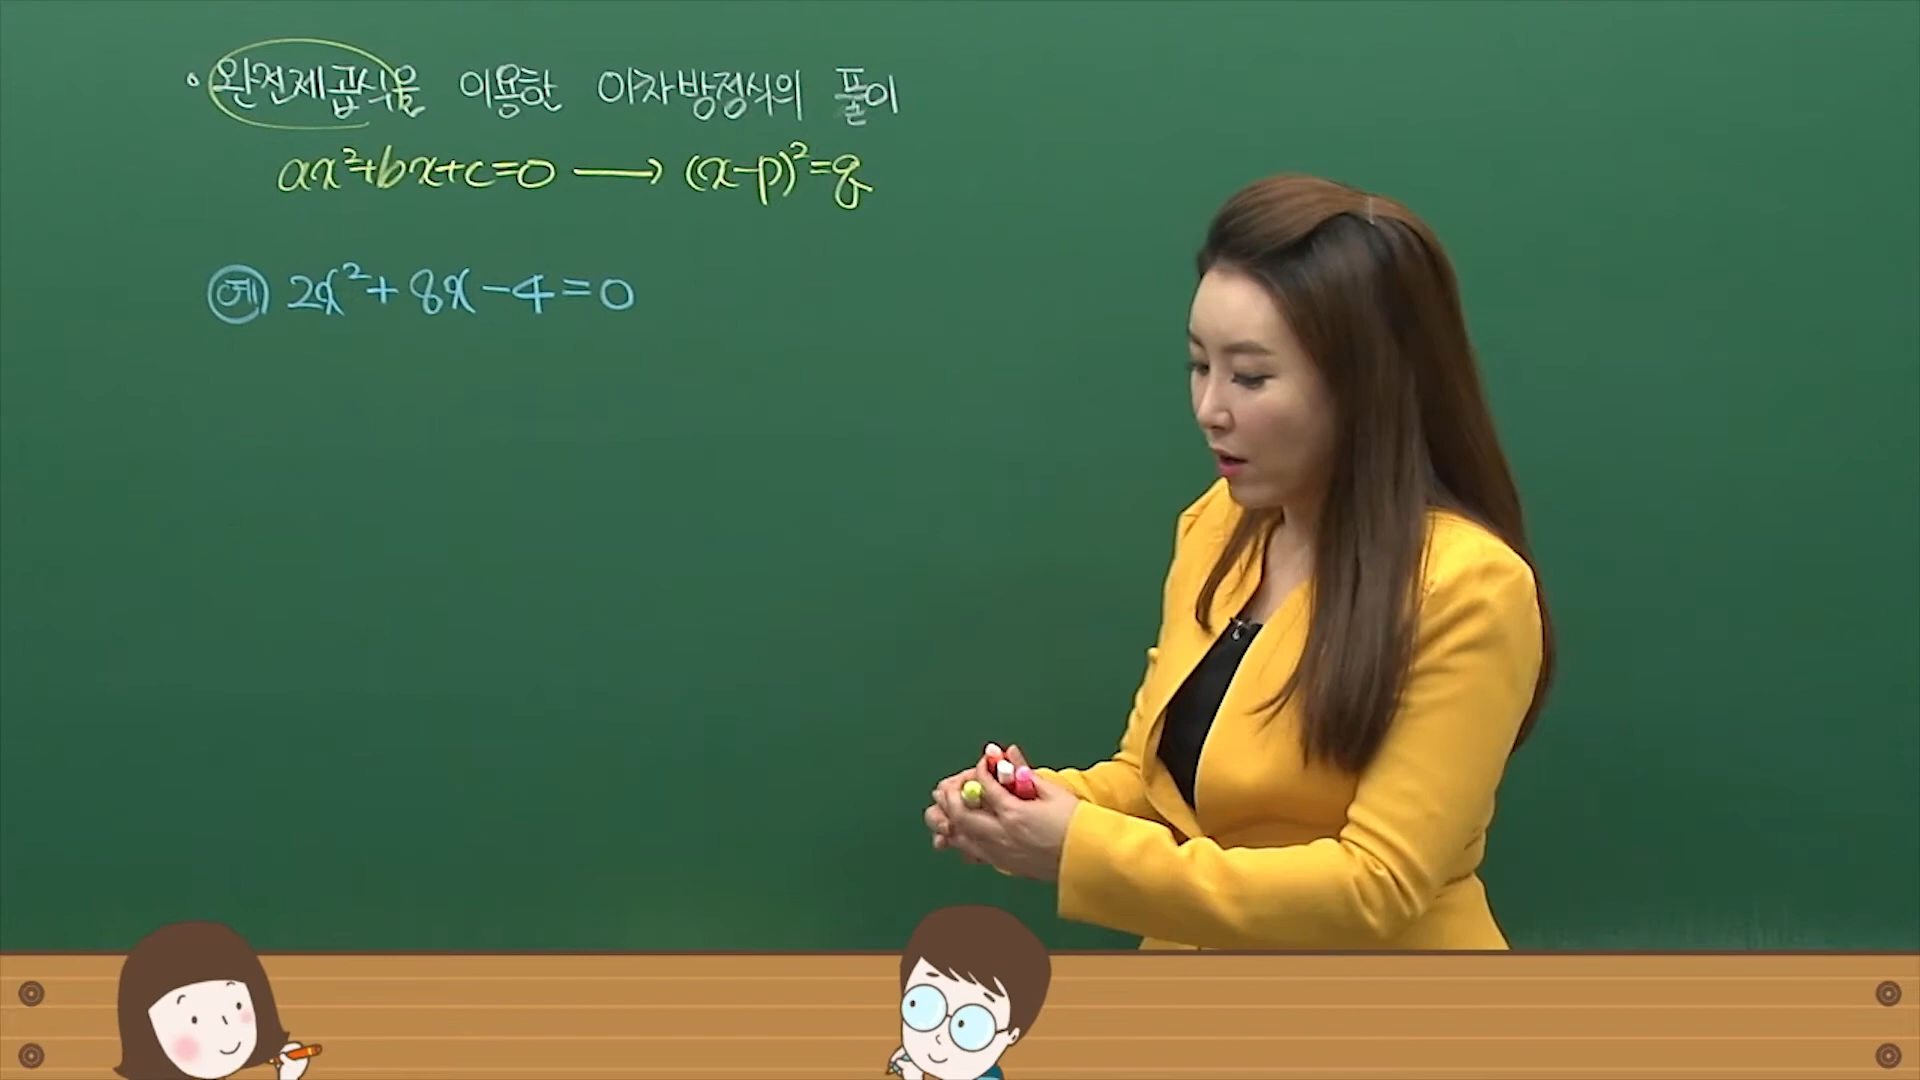 • 완전제곱식을 이용한 이차방정식의 풀이
ax²+bx+c=0 → (x-p)²=q
예 2x²+8x-4=0